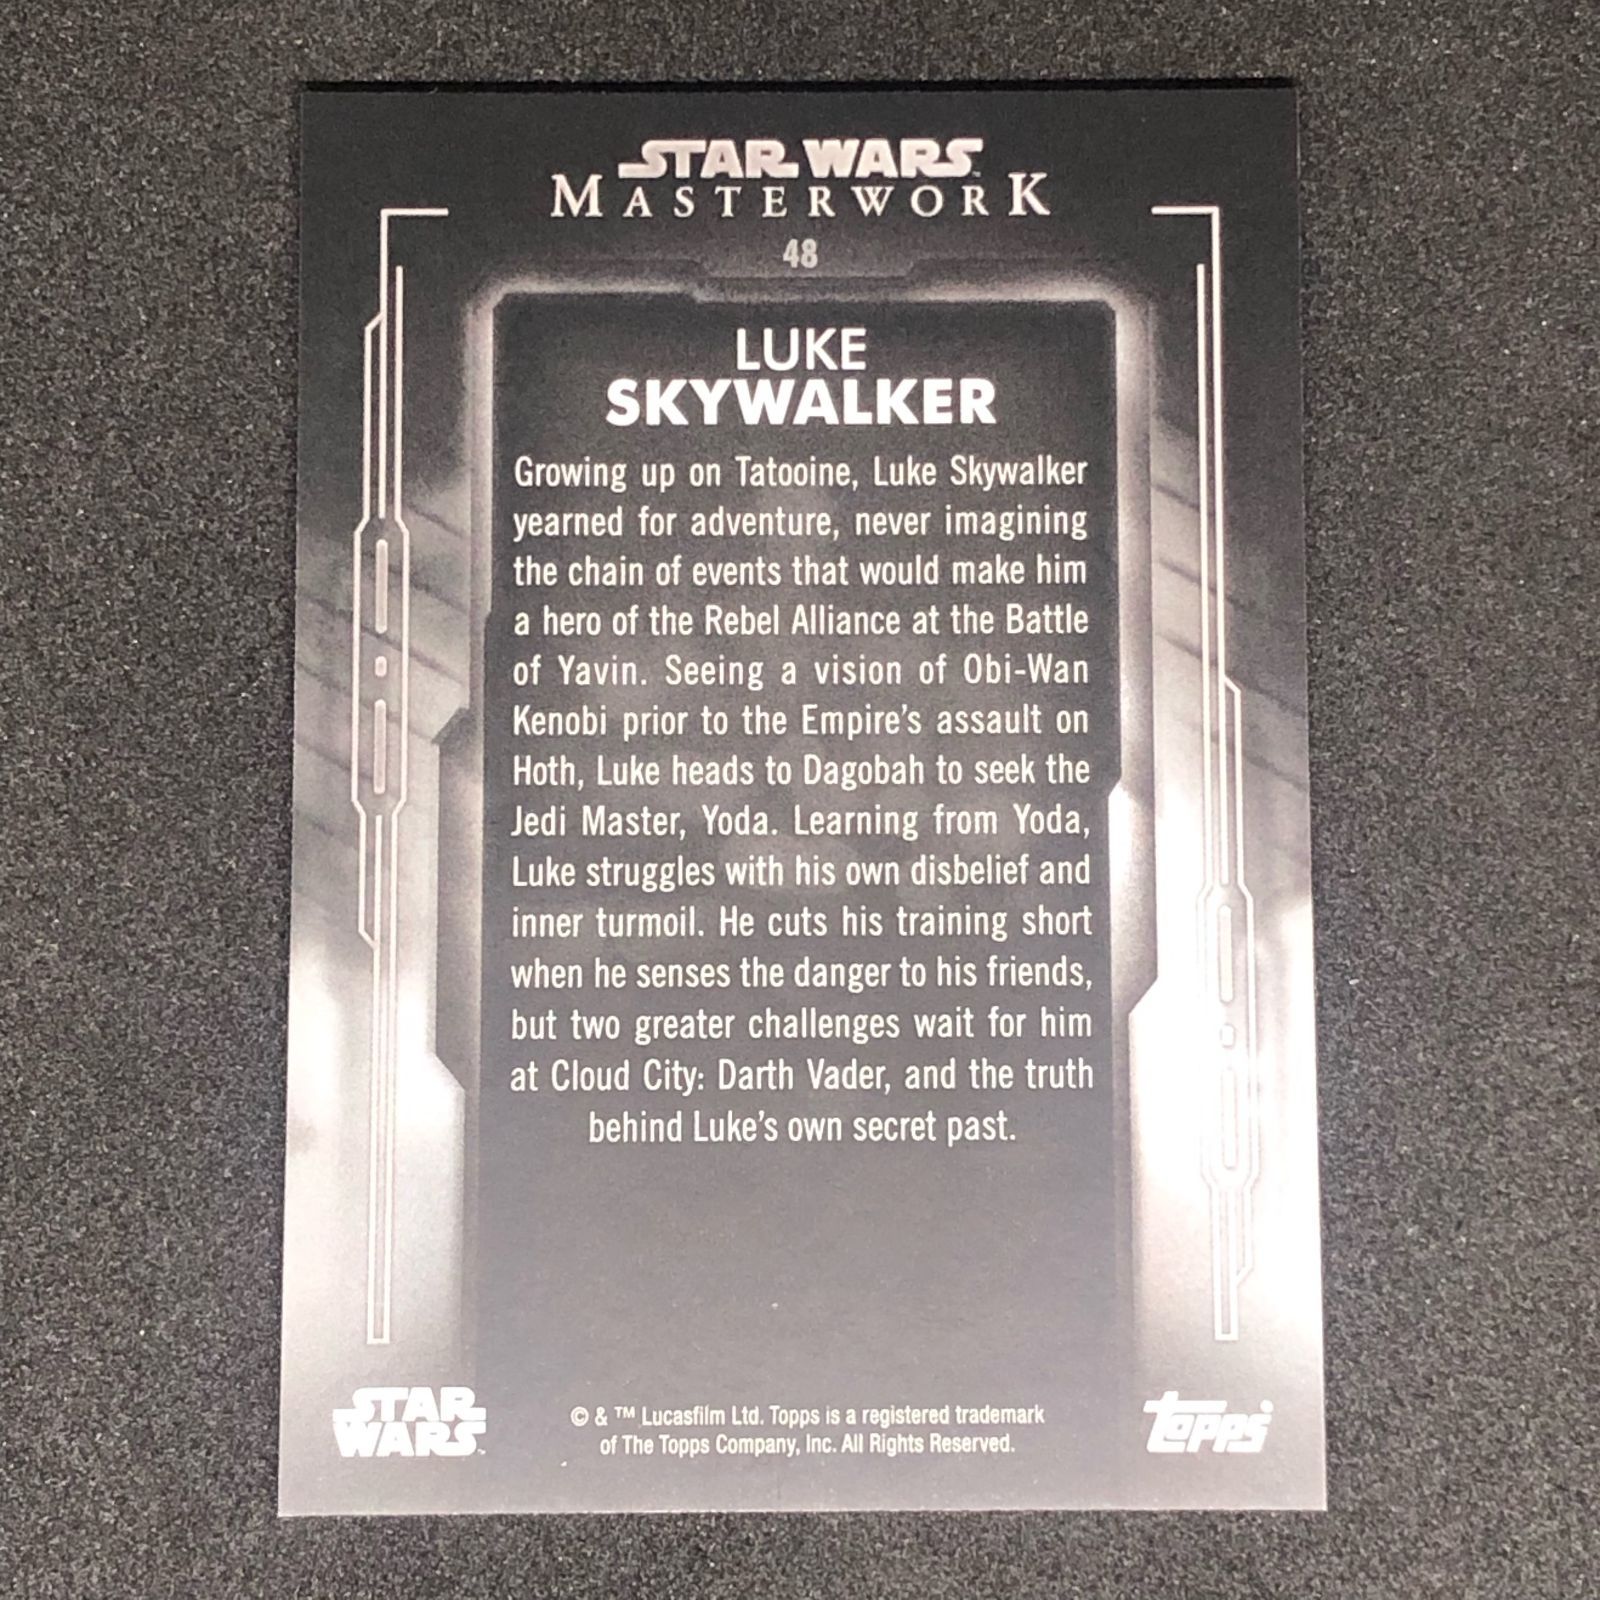 STAR WARS
MASTERWORK
48
LUKE
SKYWALKER
Growing up on Tatooine, Luke Skywalker
yearned for adventure, never imagining
the chain of events that would make him
a hero of the Rebel Alliance at the Battle
of Yavin. Seeing a vision of Obi-Wan
Kenobi prior to the Empire's assault on
Hoth, Luke heads to Dagobah to seek the
Jedi Master, Yoda. Learning from Yoda,
Luke struggles with his own disbelief and
inner turmoil. He cuts his training short
when he senses the danger to his friends,
but two greater challenges wait for him
at Cloud City: Darth Vader, and the truth
behind Luke's own secret past.
STAR
WARS
© & ™ Lucasfilm Ltd. Topps is a registered trademark
of The Topps Company, Inc. All Rights Reserved.
topps